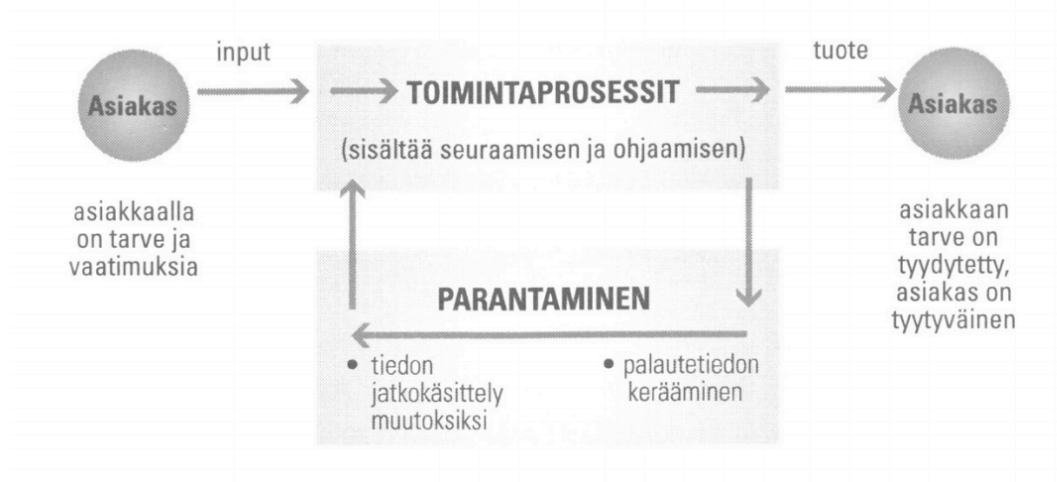 input
tuote
Asiakas
TOIMINTAPROSESSIT
Asiakas
(sisältää seuraamisen ja ohjaamisen)
asiakkaalla
on tarve ja
vaatimuksia
asiakkaan
tarve on
tyydytetty,
asiakas on
tyytyväinen
PARANTAMINEN
• tiedon
jatkokäsittely
muutoksiksi
• palautetiedon
kerääminen